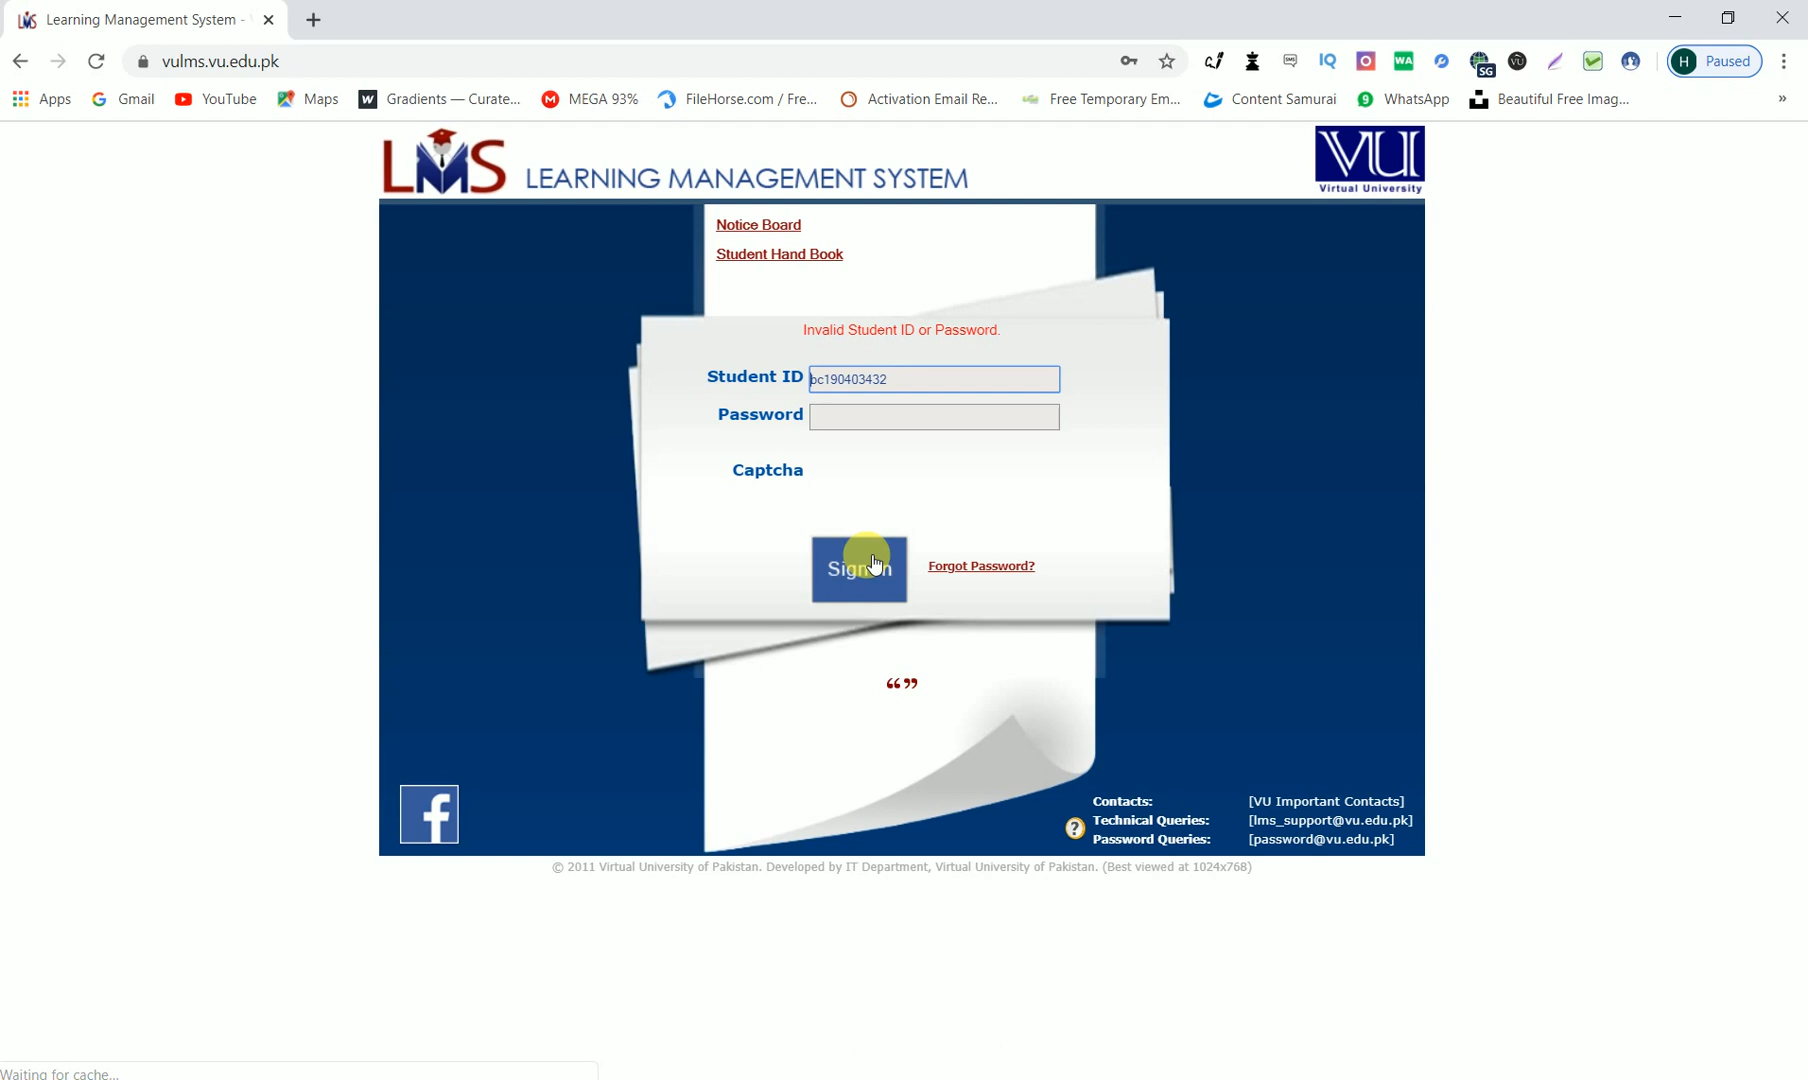 Learning Management System -
vulms.vu.edu.pk
IQ
WA
SG
VU
H Paused
Apps
Gmail
YouTube
Maps
Gradients — Curate...
MEGA 93%
FileHorse.com / Fre...
Activation Email Re...
Free Temporary Em...
Content Samurai
WhatsApp
Beautiful Free Imag...
»
LMS LEARNING MANAGEMENT SYSTEM
VU
Virtual University
Notice Board
Student Hand Book
Invalid Student ID or Password.
Student ID bc190403432
Password
Captcha
Sign In Forgot Password?
“ ”
Contacts: [VU Important Contacts]
Technical Queries: [lms_support@vu.edu.pk]
Password Queries: [password@vu.edu.pk]
© 2011 Virtual University of Pakistan. Developed by IT Department, Virtual University of Pakistan. (Best viewed at 1024x768)
Waiting for cache...